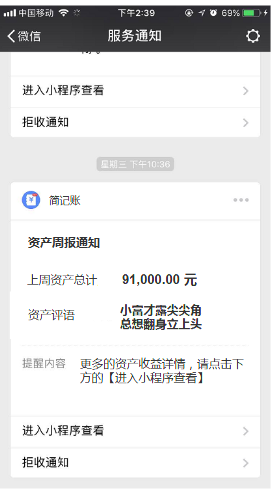 中国移动 下午2:39 69%
微信 服务通知
进入小程序查看
拒收通知
星期三 下午10:36
简记账
资产周报通知
上周资产总计 91,000.00 元
资产评语 小富才露尖尖角
总想翻身立上头
提醒内容 更多的资产收益详情，请点击下
方的【进入小程序查看】
进入小程序查看
拒收通知